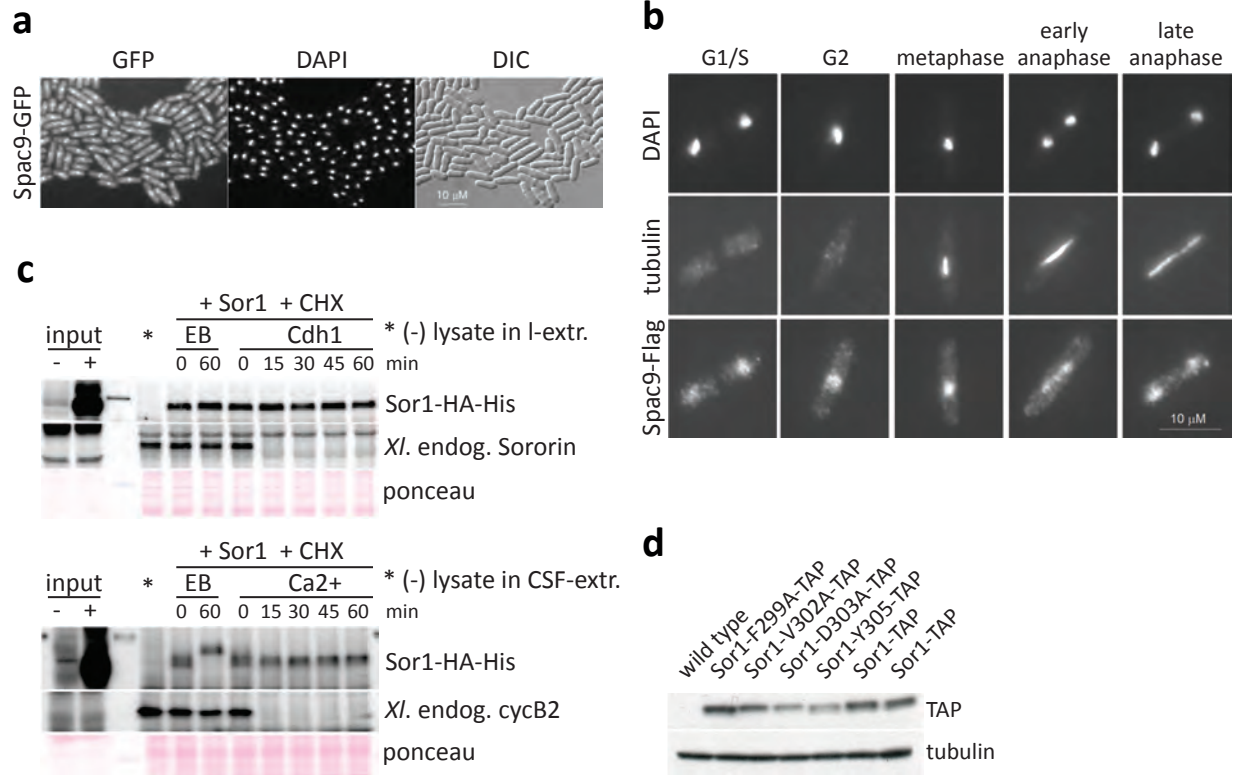 a
GFP DAPI DIC
Spac9-GFP
10 µM
b
G1/S G2 metaphase early anaphase late anaphase
DAPI
tubulin
Spac9-Flag
10 µM
c
+ Sor1 + CHX
input * EB Cdh1 * (-) lysate in I-extr.
- + 0 60 0 15 30 45 60 min
Sor1-HA-His
Xl. endog. Sororin
ponceau
+ Sor1 + CHX
input * EB Ca2+ * (-) lysate in CSF-extr.
- + 0 60 0 15 30 45 60 min
Sor1-HA-His
Xl. endog. cycB2
ponceau
d
wild type
Sor1-F299A-TAP
Sor1-V302A-TAP
Sor1-D303A-TAP
Sor1-Y305-TAP
Sor1-TAP
Sor1-TAP
TAP
tubulin